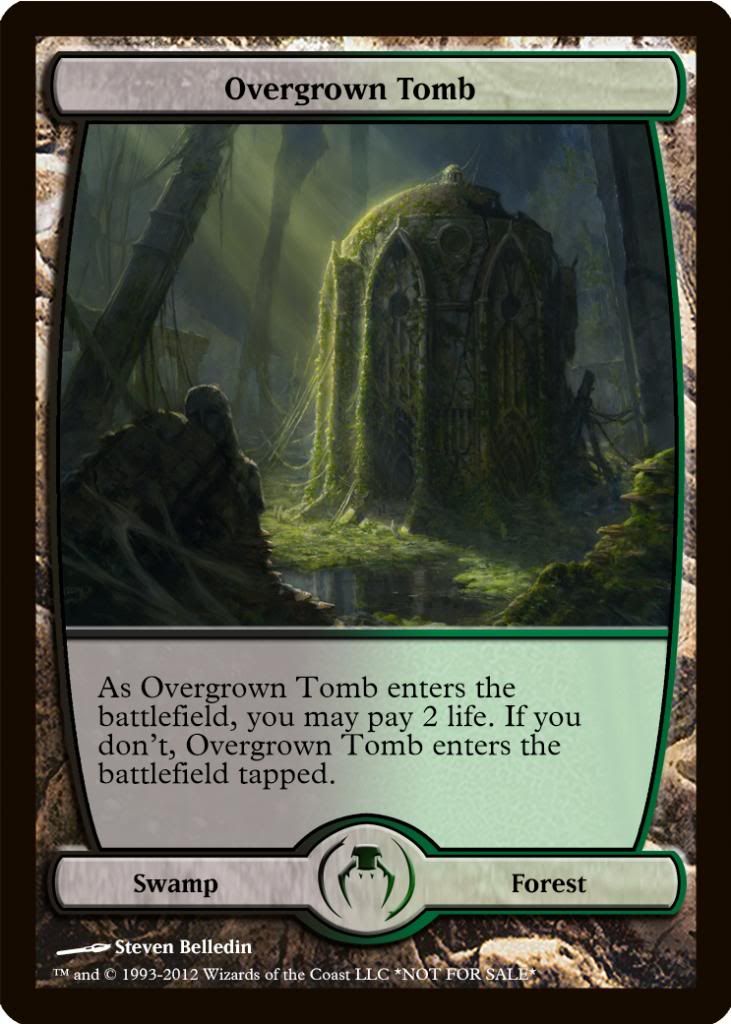 Overgrown Tomb
As Overgrown Tomb enters the
battlefield, you may pay 2 life. If you
don't, Overgrown Tomb enters the
battlefield tapped.
Swamp
Forest
Steven Belledin
™ and © 1993-2012 Wizards of the Coast LLC *NOT FOR SALE*